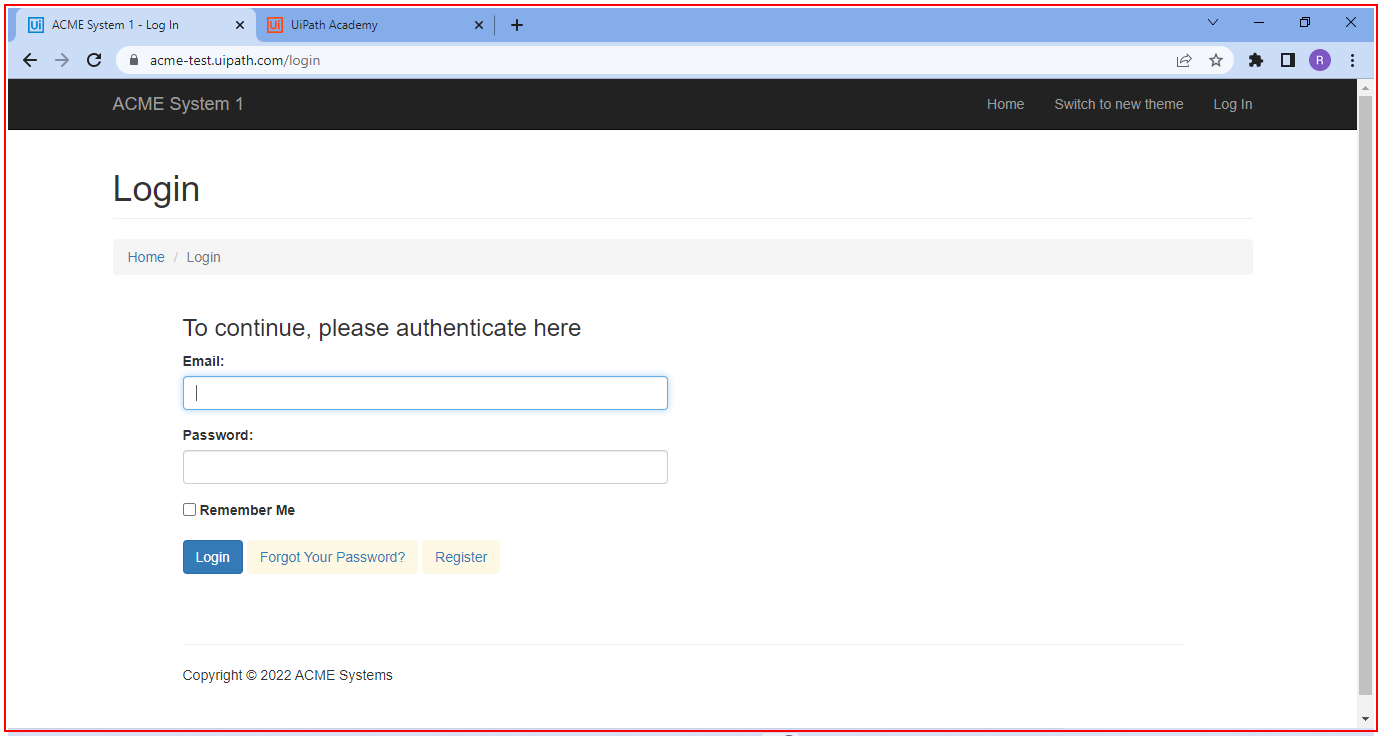 Ui ACME System 1 - Log In Ui UiPath Academy
acme-test.uipath.com/login R
ACME System 1 Home Switch to new theme Log In
Login
Home / Login
To continue, please authenticate here
Email:
Password:
Remember Me
Login Forgot Your Password? Register
Copyright © 2022 ACME Systems